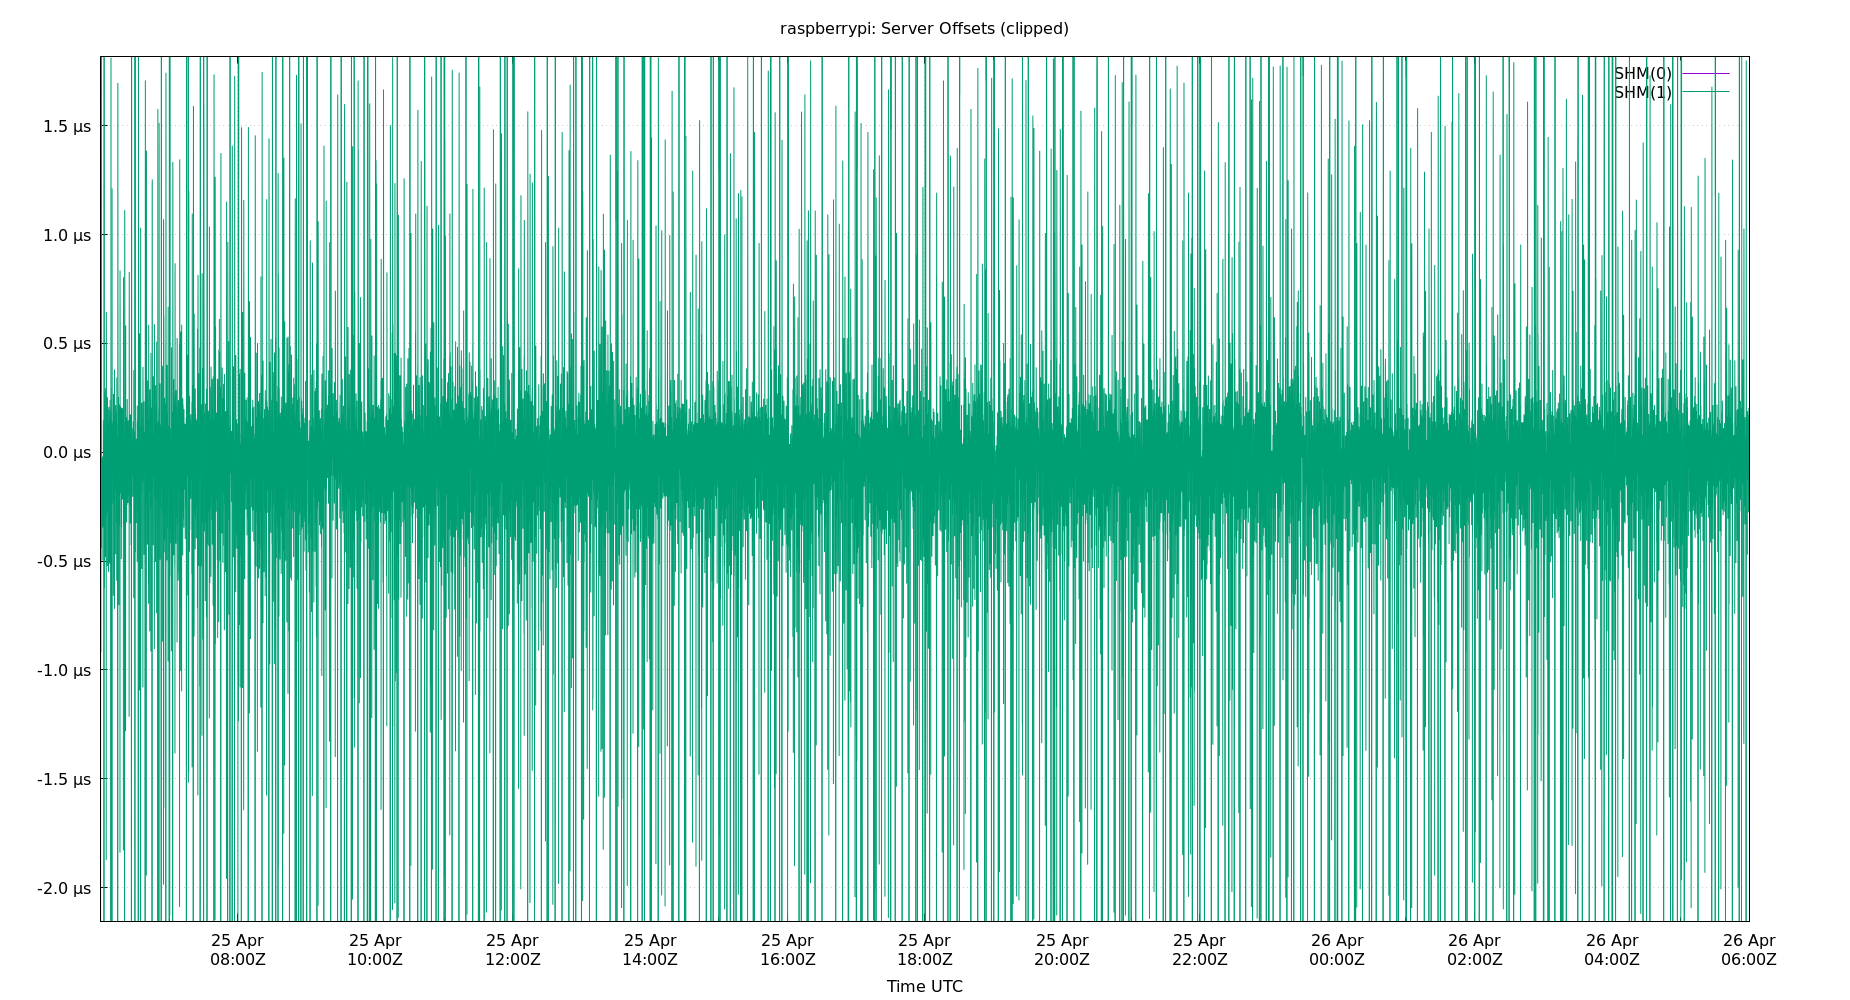 raspberrypi: Server Offsets (clipped)
SHM(0)
SHM(1)
1.5 µs
1.0 µs
0.5 µs
0.0 µs
-0.5 µs
-1.0 µs
-1.5 µs
-2.0 µs
25 Apr 25 Apr 25 Apr 25 Apr 25 Apr 25 Apr 25 Apr 25 Apr 26 Apr 26 Apr 26 Apr 26 Apr
08:00Z 10:00Z 12:00Z 14:00Z 16:00Z 18:00Z 20:00Z 22:00Z 00:00Z 02:00Z 04:00Z 06:00Z
Time UTC